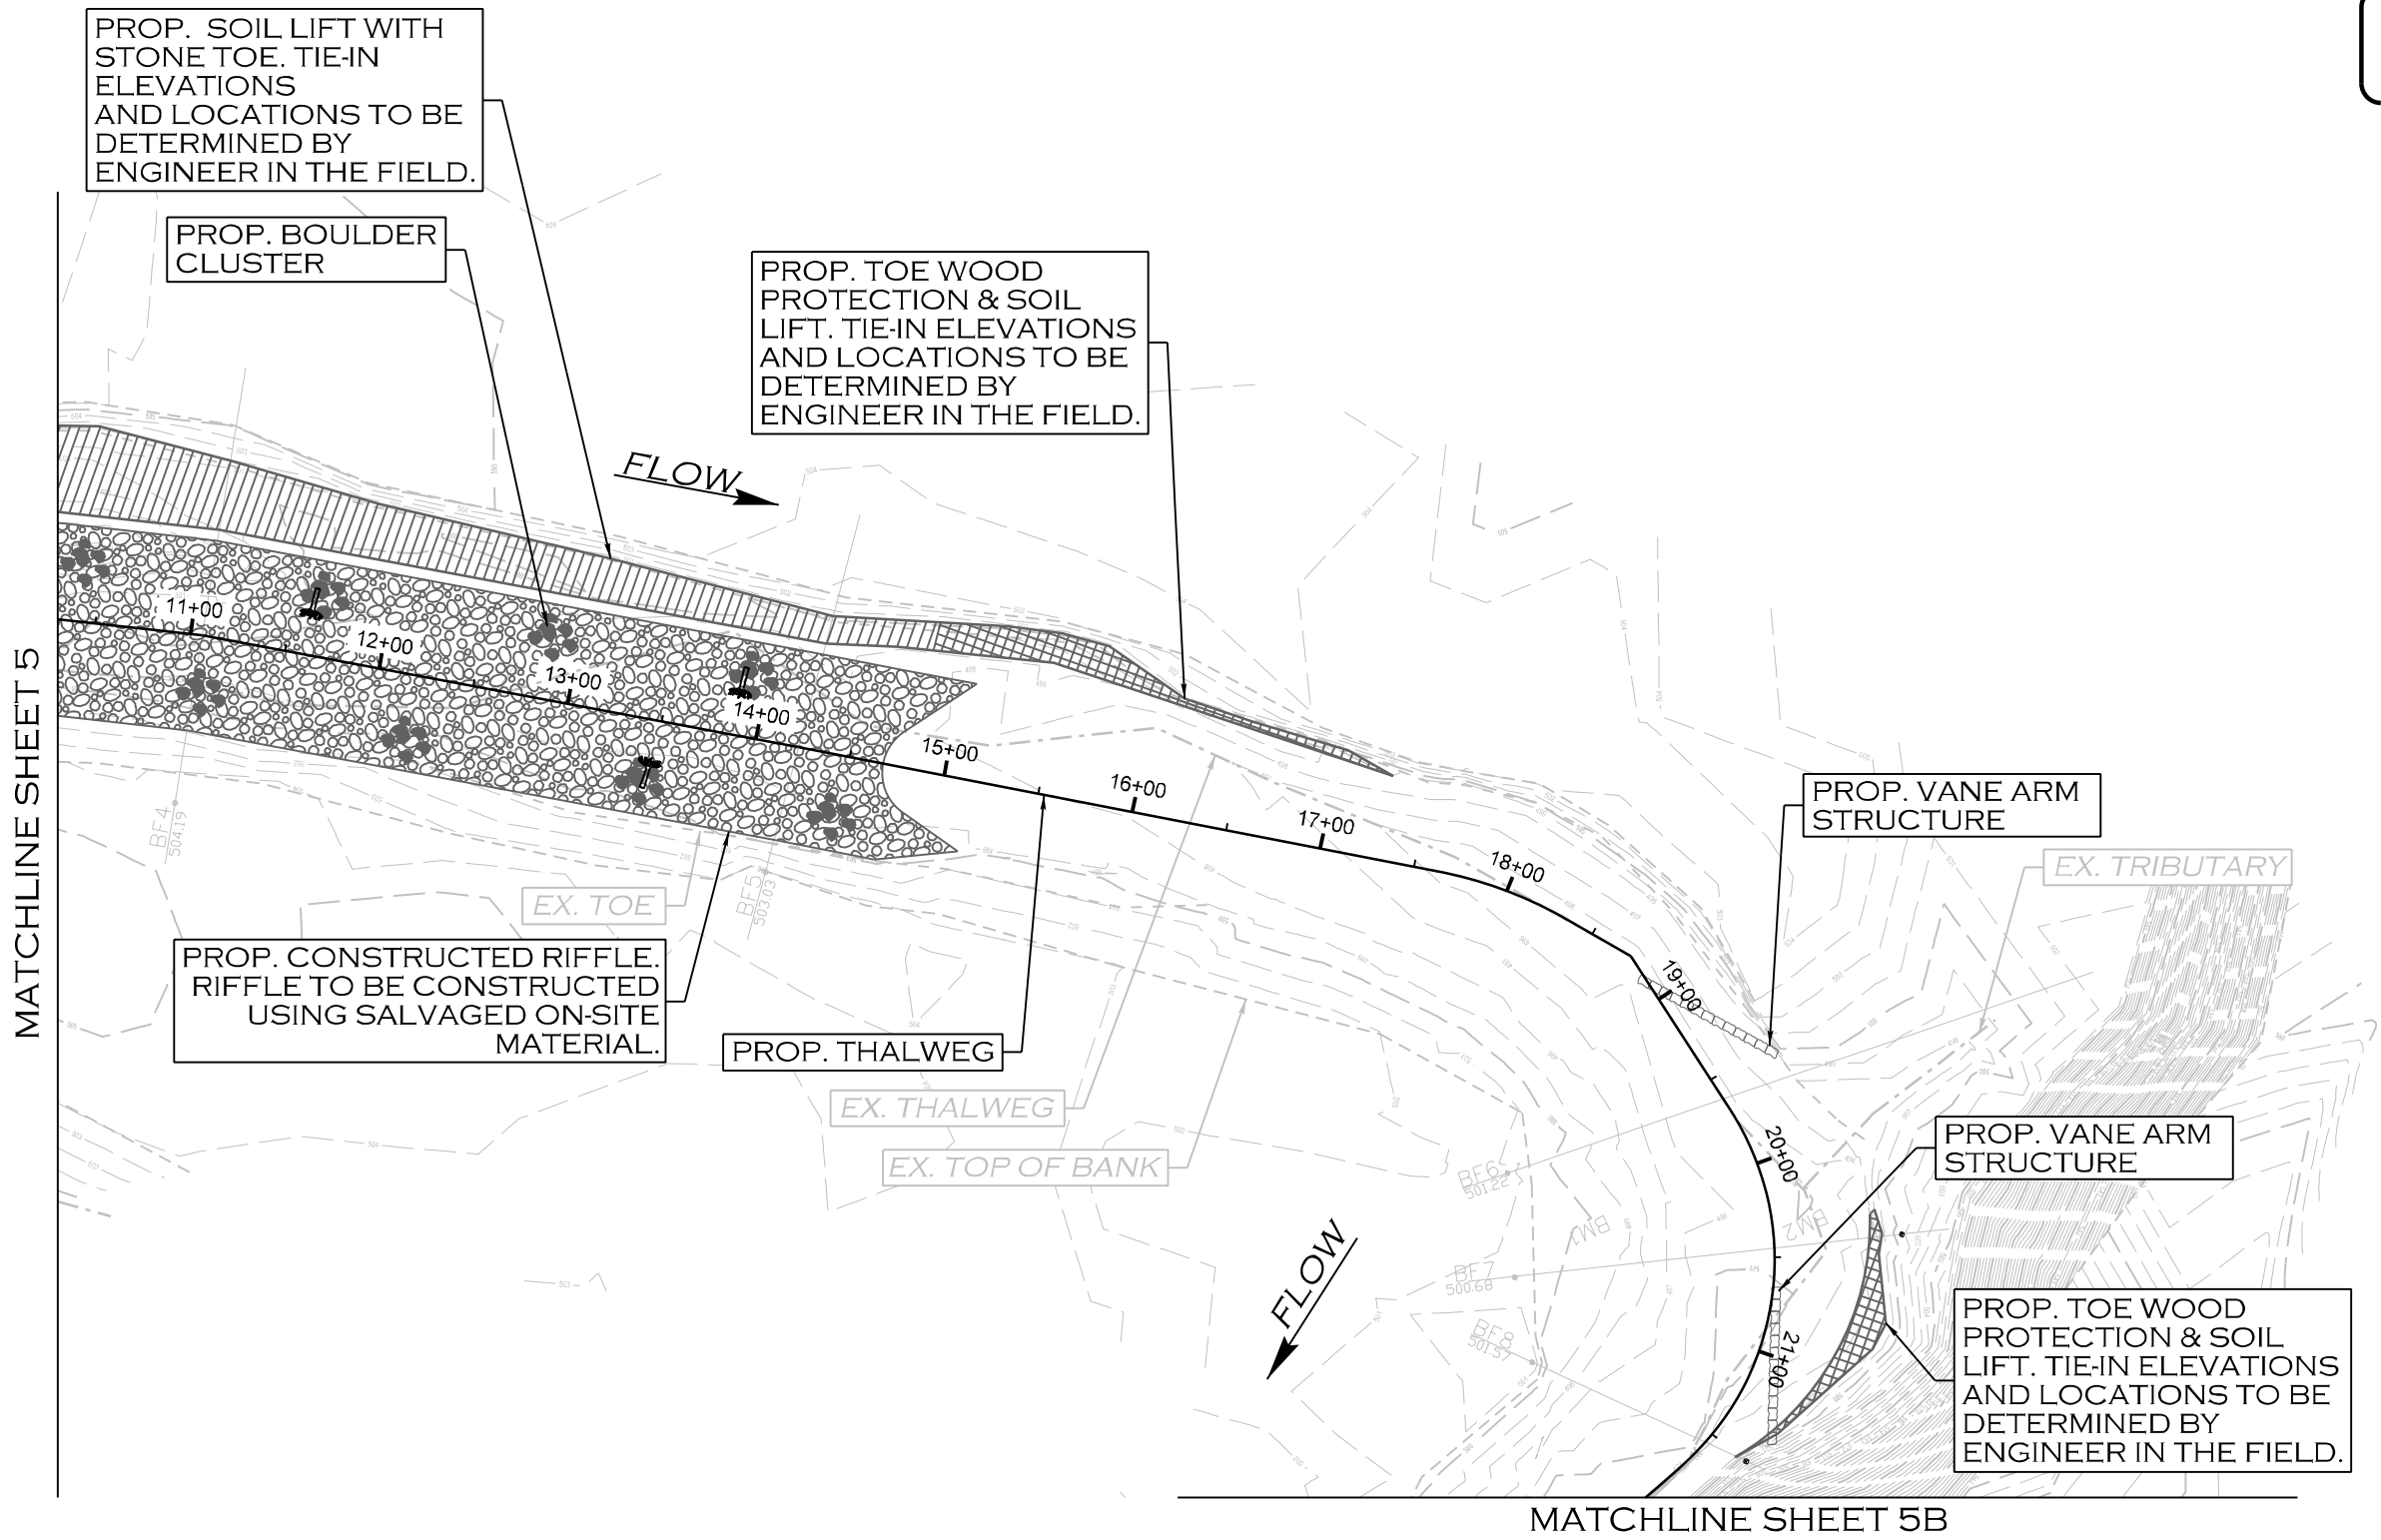 PROP. SOIL LIFT WITH
STONE TOE. TIE-IN
ELEVATIONS
AND LOCATIONS TO BE
DETERMINED BY
ENGINEER IN THE FIELD.
PROP. BOULDER
CLUSTER
PROP. TOE WOOD
PROTECTION & SOIL
LIFT. TIE-IN ELEVATIONS
AND LOCATIONS TO BE
DETERMINED BY
ENGINEER IN THE FIELD.
FLOW
11+00
12+00
13+00
14+00
15+00
16+00
17+00
18+00
19+00
20+00
21+00
MATCHLINE SHEET 5
BF4
504.19
EX. TOE
BF5
503.03
PROP. VANE ARM
STRUCTURE
EX. TRIBUTARY
PROP. CONSTRUCTED RIFFLE.
RIFFLE TO BE CONSTRUCTED
USING SALVAGED ON-SITE
MATERIAL.
PROP. THALWEG
EX. THALWEG
EX. TOP OF BANK
PROP. VANE ARM
STRUCTURE
BF6
501.22
BM1
BM2
BF7
500.68
BF8
501.57
FLOW
PROP. TOE WOOD
PROTECTION & SOIL
LIFT. TIE-IN ELEVATIONS
AND LOCATIONS TO BE
DETERMINED BY
ENGINEER IN THE FIELD.
MATCHLINE SHEET 5B